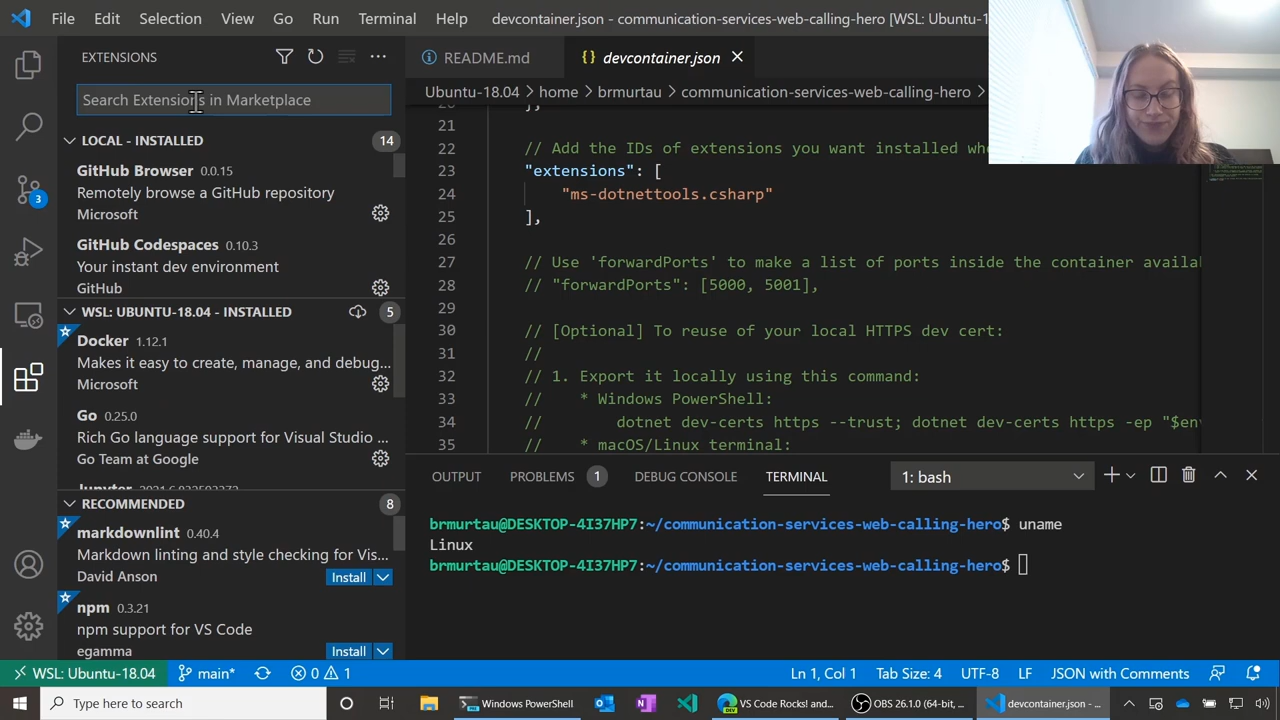 File Edit Selection View Go Run Terminal Help devcontainer.json - communication-services-web-calling-hero [WSL: Ubuntu-18.04
EXTENSIONS
Search Extensions in Marketplace
LOCAL - INSTALLED 14
GitHub Browser 0.0.15
Remotely browse a GitHub repository
Microsoft
GitHub Codespaces 0.10.3
Your instant dev environment
GitHub
3
WSL: UBUNTU-18.04 - INSTALLED 5
Docker 1.12.1
Makes it easy to create, manage, and debug...
Microsoft
Go 0.25.0
Rich Go language support for Visual Studio ...
Go Team at Google
RECOMMENDED 8
markdownlint 0.40.4
Markdown linting and style checking for Vis...
David Anson Install
npm 0.3.21
npm support for VS Code
egamma Install
README.md {} devcontainer.json
Ubuntu-18.04 > home > brmurtau > communication-services-web-calling-hero >
20 ],
21
22 // Add the IDs of extensions you want installed
23 "extensions": [
24 "ms-dotnettools.csharp"
25 ],
26
27 // Use 'forwardPorts' to make a list of ports inside the container
28 // "forwardPorts": [5000, 5001],
29
30 // [Optional] To reuse of your local HTTPS dev cert:
31 //
32 // 1. Export it locally using this command:
33 // * Windows PowerShell:
34 // dotnet dev-certs https --trust; dotnet dev-certs https -ep "$env
35 // * macOS/Linux terminal:
OUTPUT PROBLEMS 1 DEBUG CONSOLE TERMINAL 1: bash
brmurtau@DESKTOP-4I37HP7:~/communication-services-web-calling-hero$ uname
Linux
brmurtau@DESKTOP-4I37HP7:~/communication-services-web-calling-hero$
WSL: Ubuntu-18.04 main* 0 1 Ln 1, Col 1 Tab Size: 4 UTF-8 LF JSON with Comments
Type here to search Windows PowerShell VS Code Rocks! and... OBS 26.1.0 (64-bit, ... devcontainer.json - ...